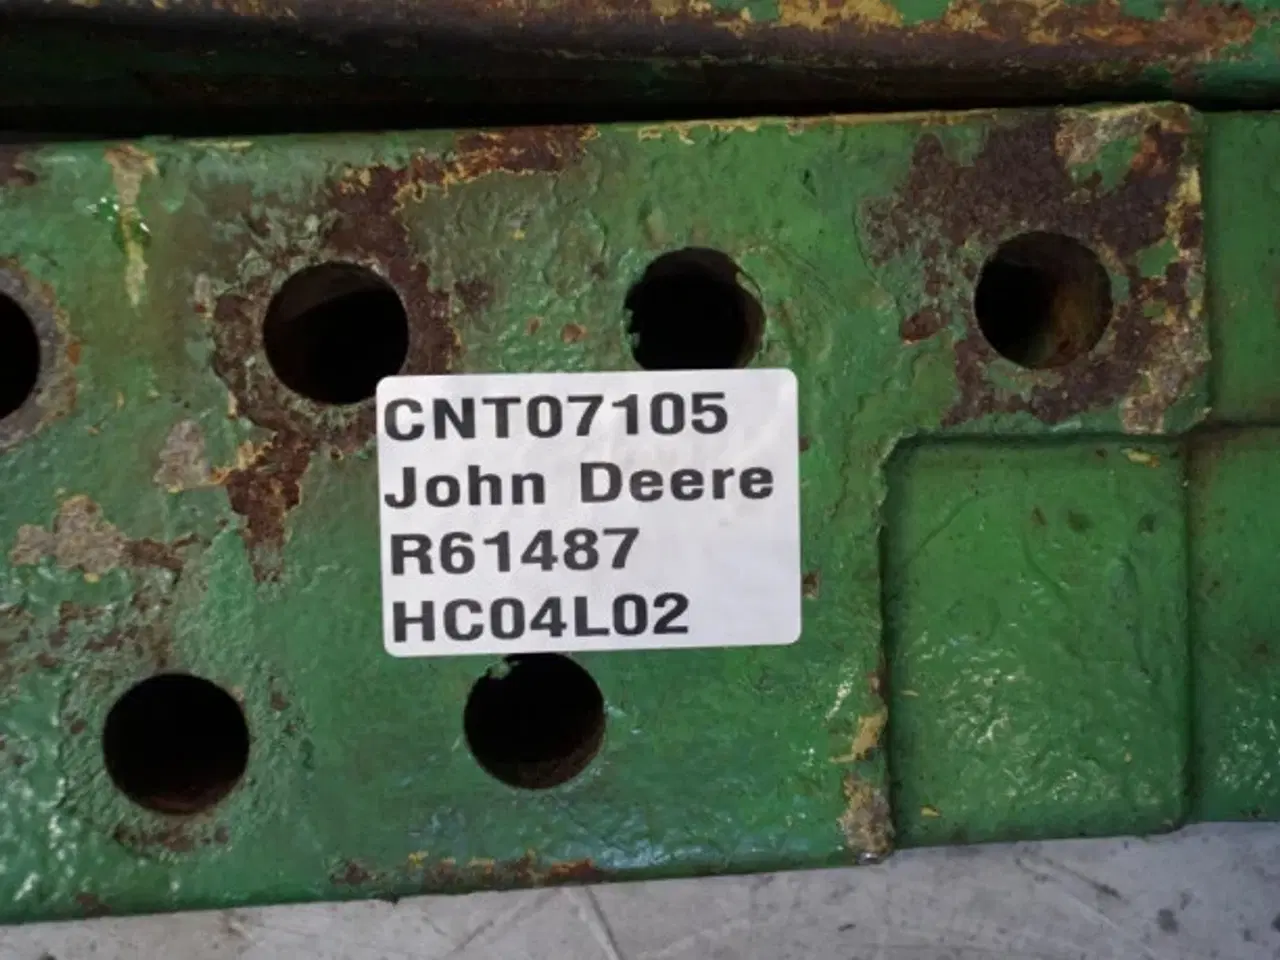 CNT07105
John Deere
R61487
HC04L02